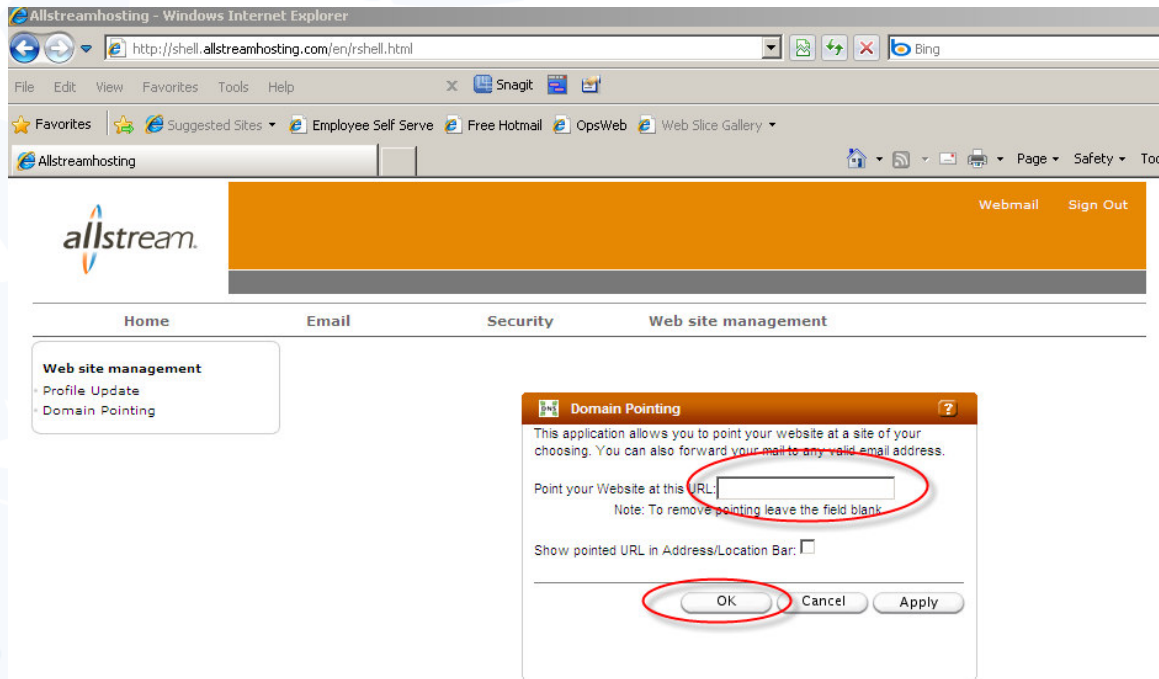 Allstreamhosting - Windows Internet Explorer
http://shell.allstreamhosting.com/en/rshell.html
Bing
File Edit View Favorites Tools Help
x Snagit
Favorites Suggested Sites Employee Self Serve Free Hotmail OpsWeb Web Slice Gallery
Allstreamhosting
Page Safety Too
allstream.
Webmail Sign Out
Home Email Security Web site management
Web site management
Profile Update
Domain Pointing
DNS Domain Pointing ?
This application allows you to point your website at a site of your
choosing. You can also forward your mail to any valid email address.
Point your Website at this URL:
Note: To remove pointing leave the field blank
Show pointed URL in Address/Location Bar:
OK Cancel Apply